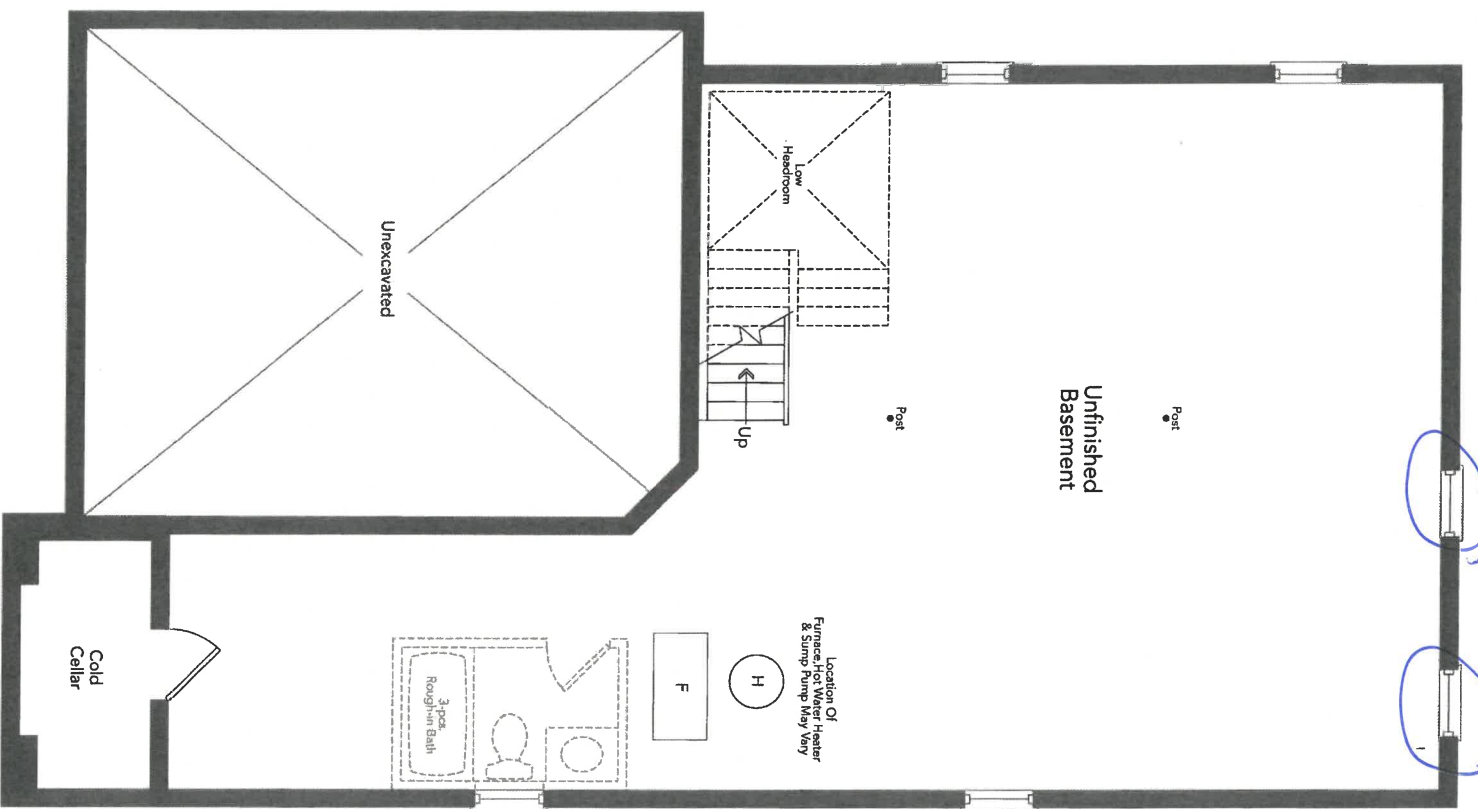 Unexcavated
Low
Headroom
Up
Post
Post
Unfinished
Basement
Cold
Cellar
3-pce.
Rough-in Bath
F
H
Location Of
Furnace,Hot Water Heater
& Sump Pump May Vary